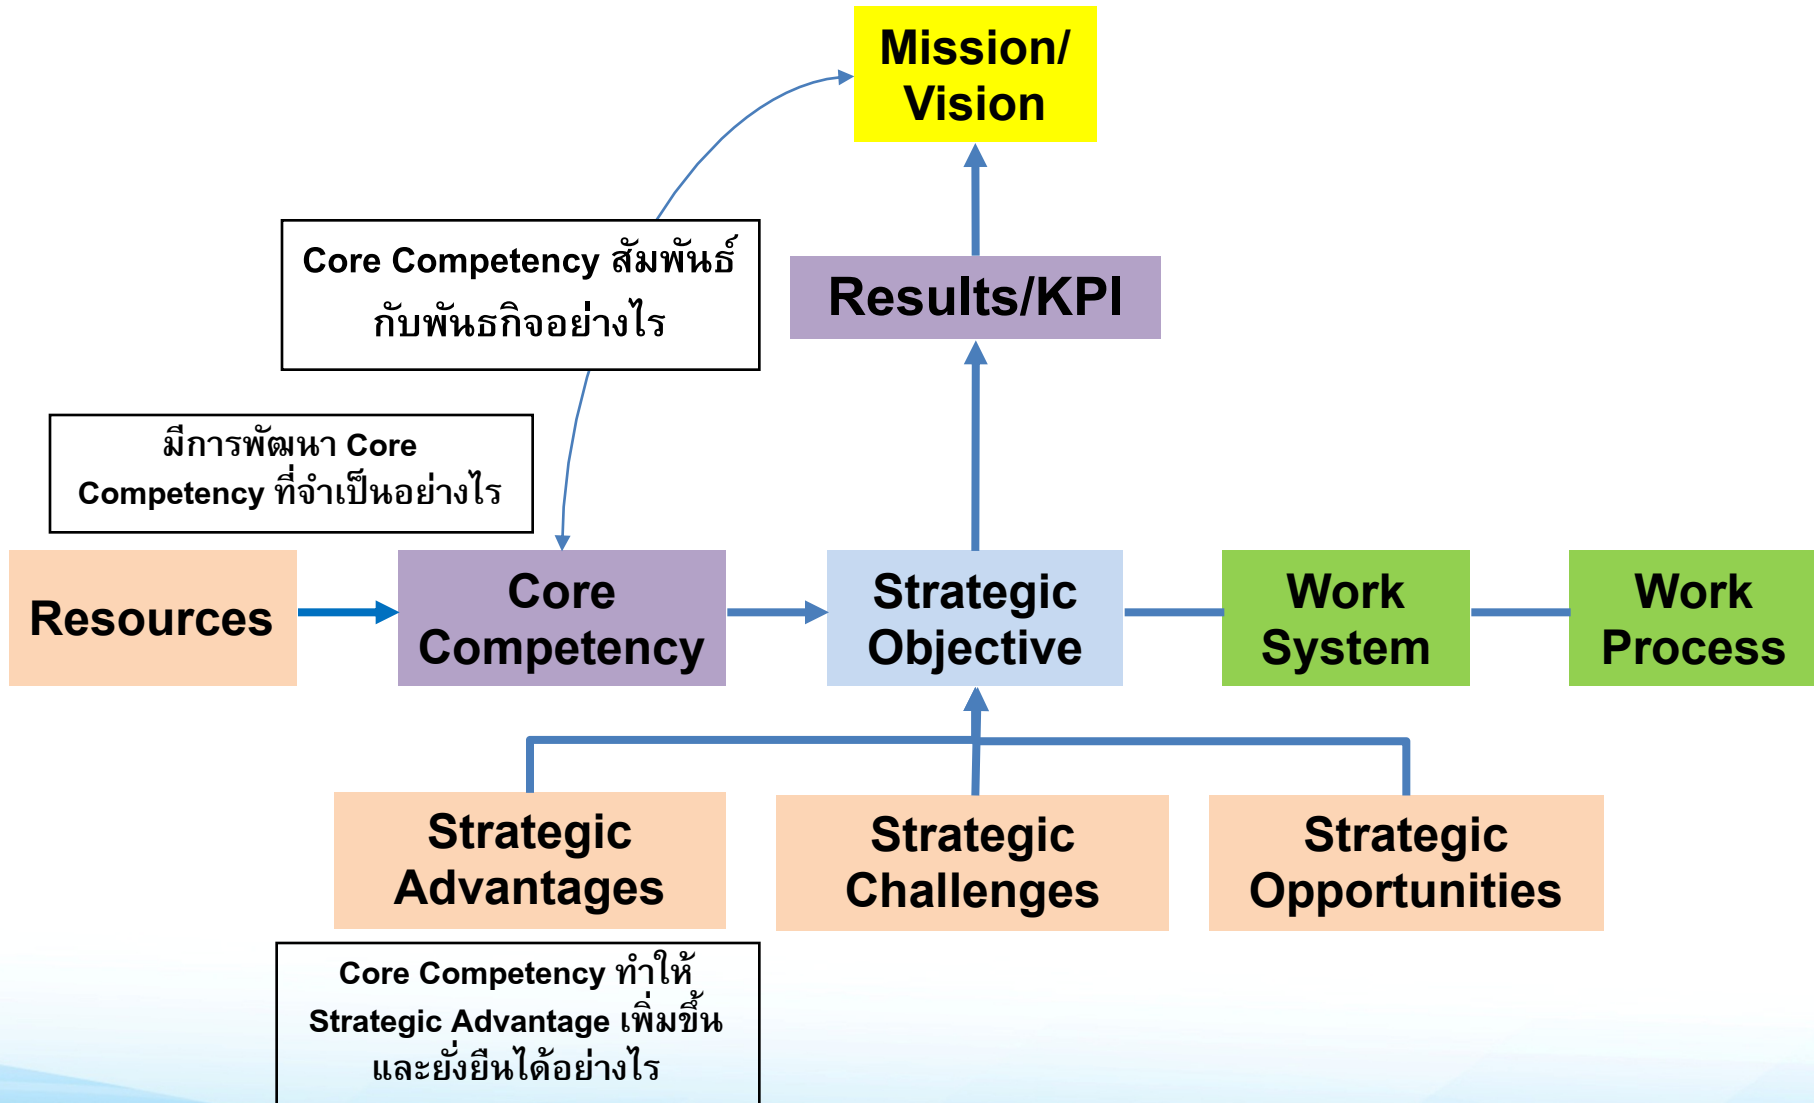 Mission/
Vision
Core Competency สัมพันธ์
กับพันธกิจอย่างไร
Results/KPI
มีการพัฒนา Core
Competency ที่จำเป็นอย่างไร
Resources
Core
Competency
Strategic
Objective
Work
System
Work
Process
Strategic
Advantages
Strategic
Challenges
Strategic
Opportunities
Core Competency ทำให้
Strategic Advantage เพิ่มขึ้น
และยั่งยืนได้อย่างไร